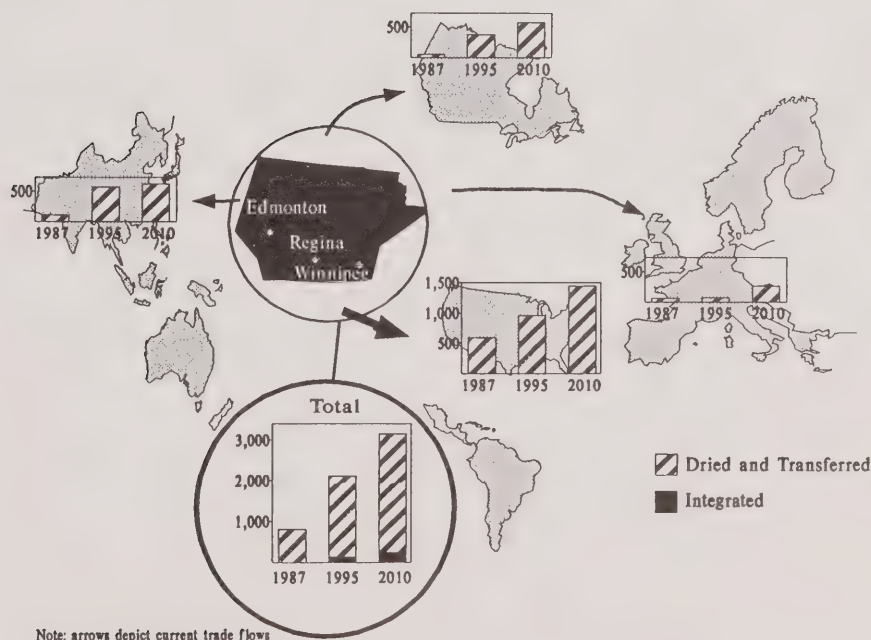 500
1987 1995 2010
500
1987 1995 2010
Edmonton
Regina
Winnipeg
500
1987 1995 2010
1,500
1,000
500
1987 1995 2010
Total
3,000
2,000
1,000
1987 1995 2010
Dried and Transferred
Integrated
Note: arrows depict current trade flows